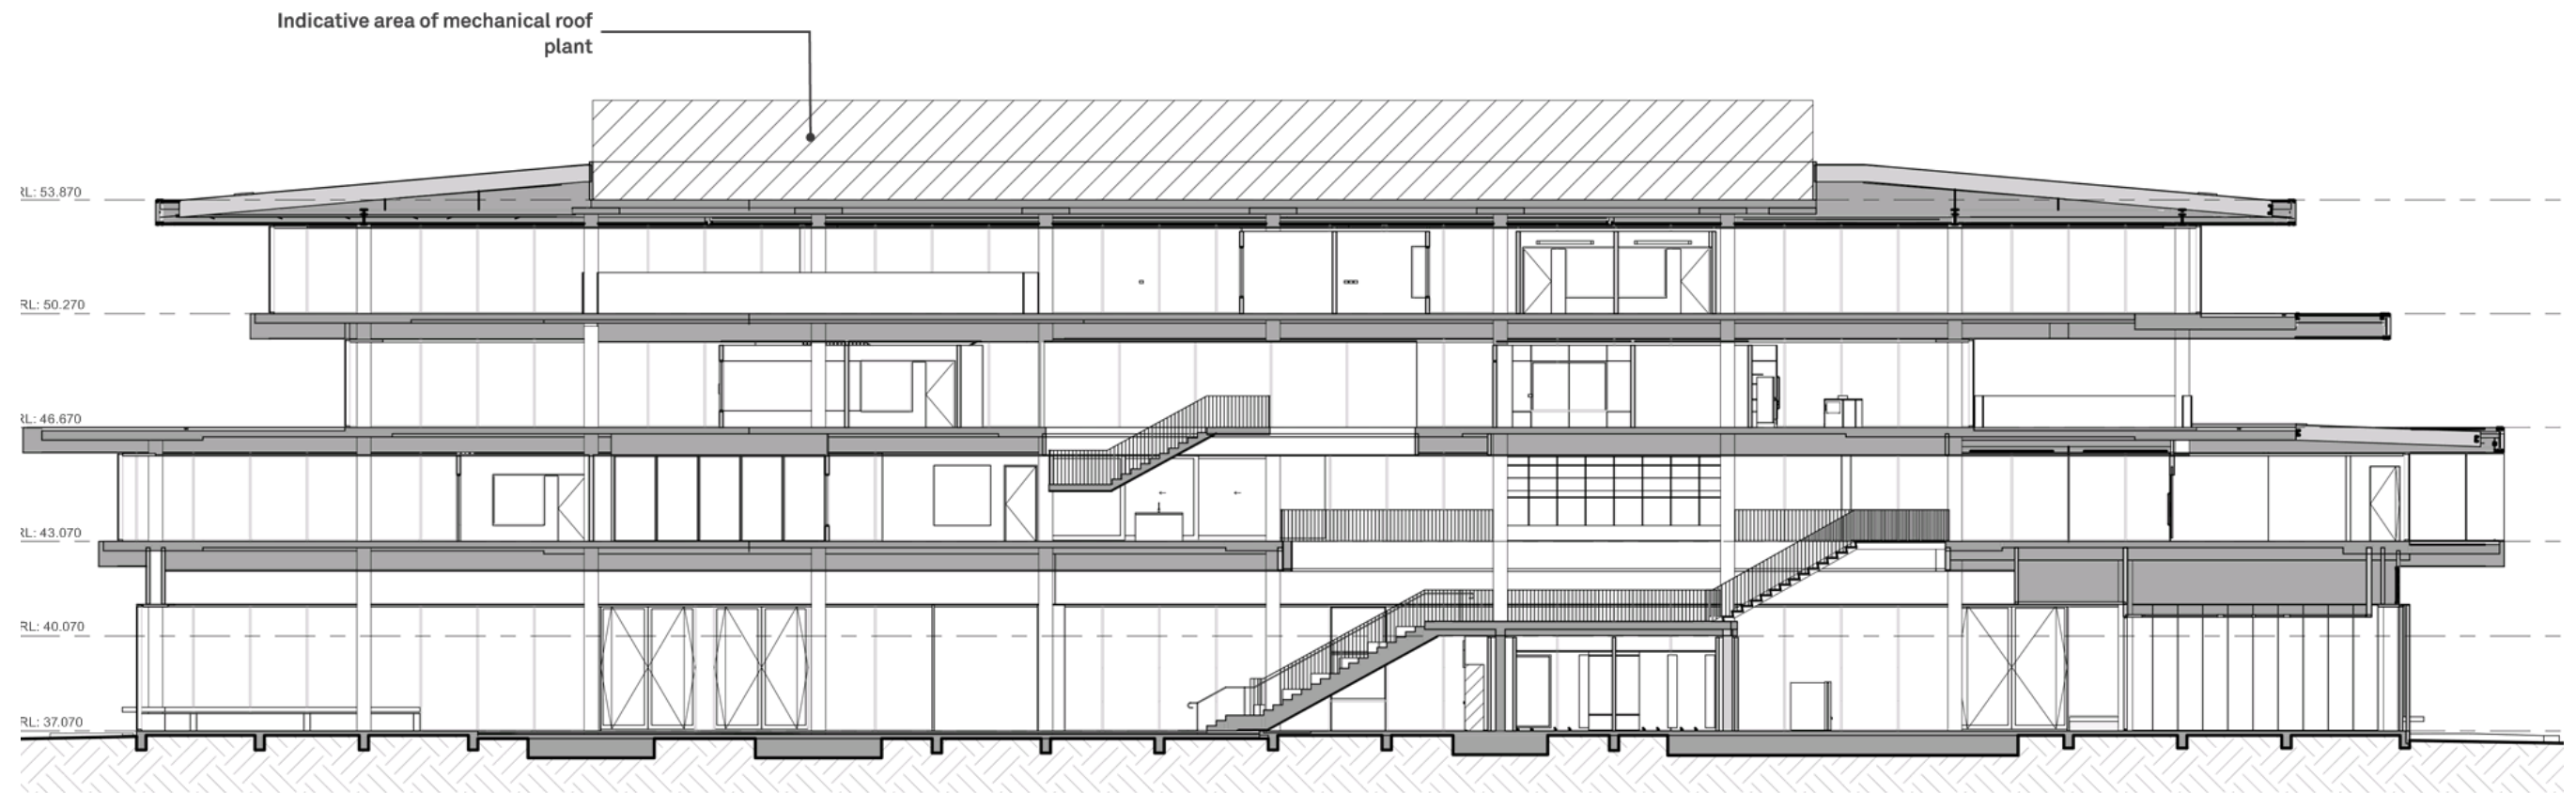 Indicative area of mechanical roof
plant
RL: 53.870
RL: 50.270
RL: 46.670
RL: 43.070
RL: 40.070
RL: 37.070